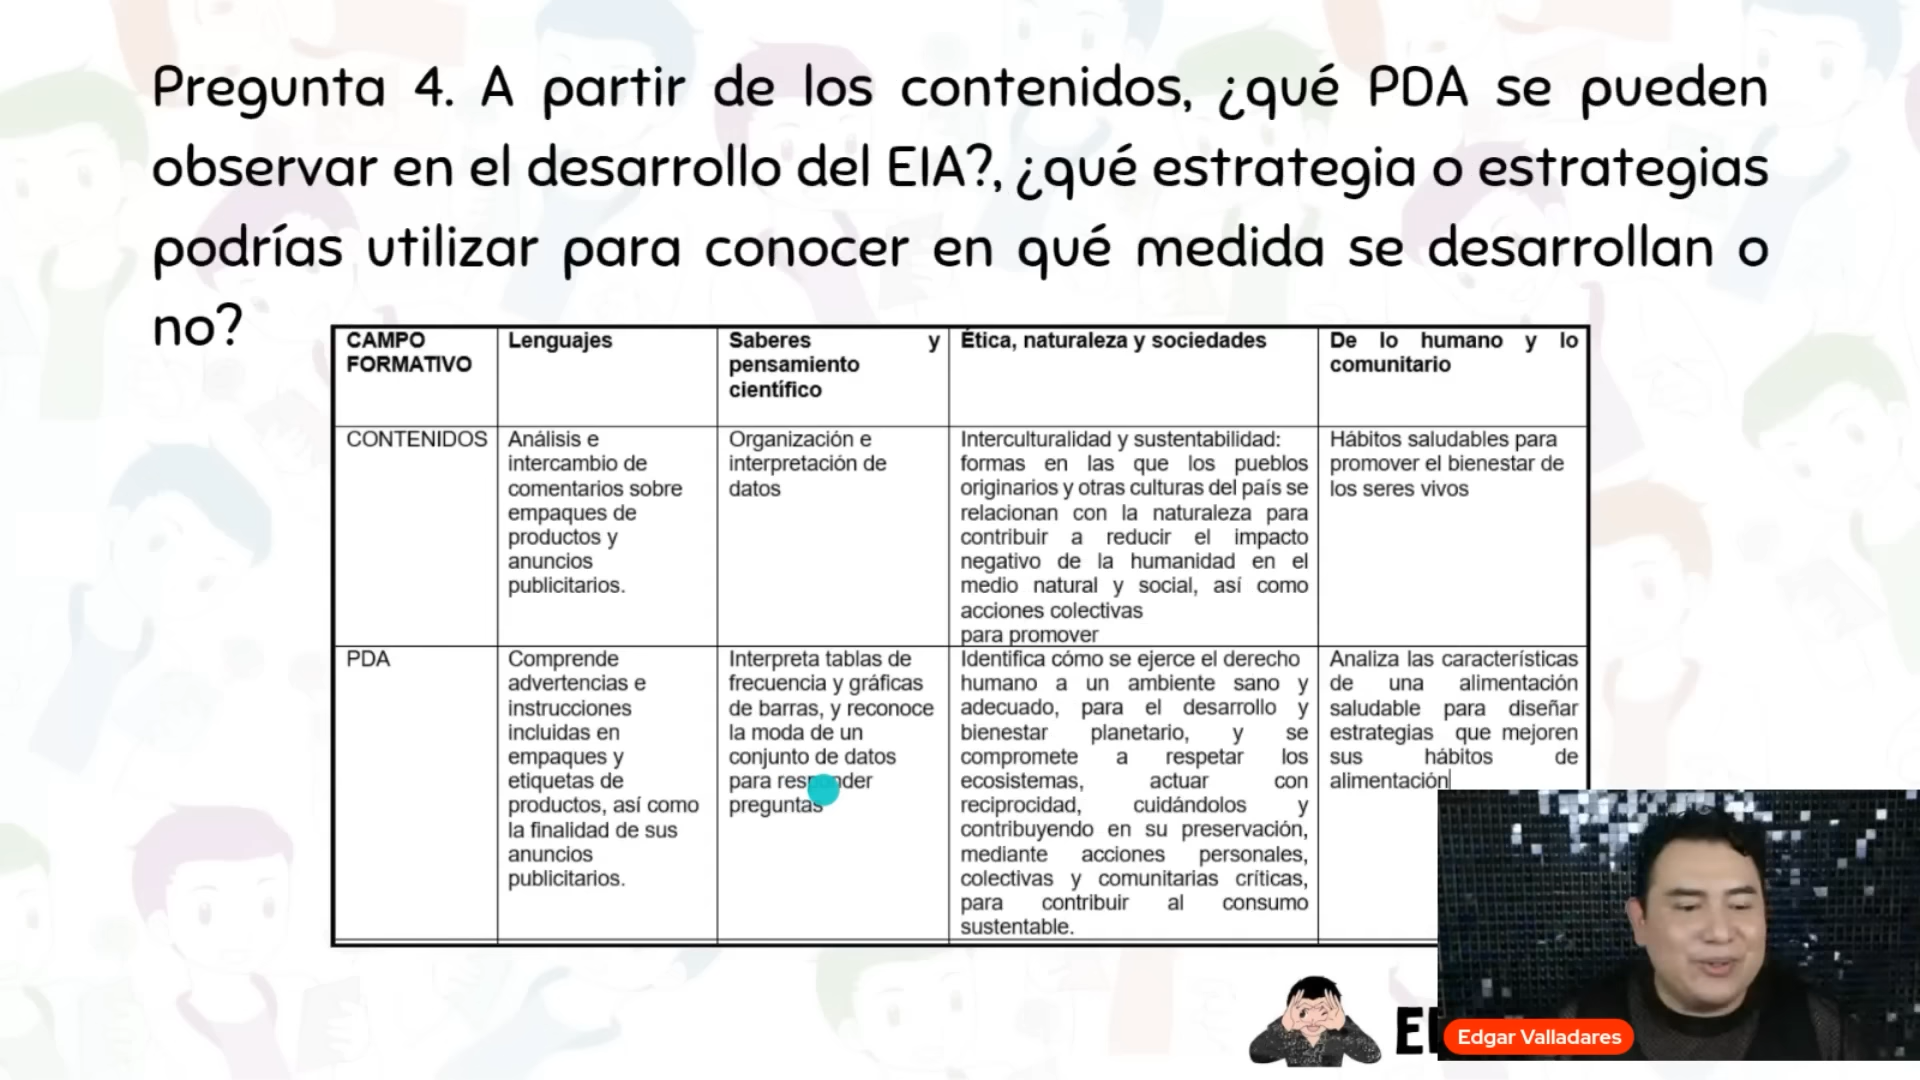 Pregunta 4. A partir de los contenidos, ¿qué PDA se pueden
observar en el desarrollo del EIA?, ¿qué estrategia o estrategias
podrías utilizar para conocer en qué medida se desarrollan o
no?
CAMPO
FORMATIVO
Lenguajes
Saberes y
pensamiento
científico
Ética, naturaleza y sociedades
De lo humano y lo
comunitario
CONTENIDOS
Análisis e
intercambio de
comentarios sobre
empaques de
productos y
anuncios
publicitarios.
Organización e
interpretación de
datos
Interculturalidad y sustentabilidad:
formas en las que los pueblos
originarios y otras culturas del país se
relacionan con la naturaleza para
contribuir a reducir el impacto
negativo de la humanidad en el
medio natural y social, así como
acciones colectivas
para promover
Hábitos saludables para
promover el bienestar de
los seres vivos
PDA
Comprende
advertencias e
instrucciones
incluidas en
empaques y
etiquetas de
productos, así como
la finalidad de sus
anuncios
publicitarios.
Interpreta tablas de
frecuencia y gráficas
de barras, y reconoce
la moda de un
conjunto de datos
para responder
preguntas
Identifica cómo se ejerce el derecho
humano a un ambiente sano y
adecuado, para el desarrollo y
bienestar planetario, y se
compromete a respetar los
ecosistemas, actuar con
reciprocidad, cuidándolos y
contribuyendo en su preservación,
mediante acciones personales,
colectivas y comunitarias críticas,
para contribuir al consumo
sustentable.
Analiza las características
de una alimentación
saludable para diseñar
estrategias que mejoren
sus hábitos de
alimentación
Edgar Valladares